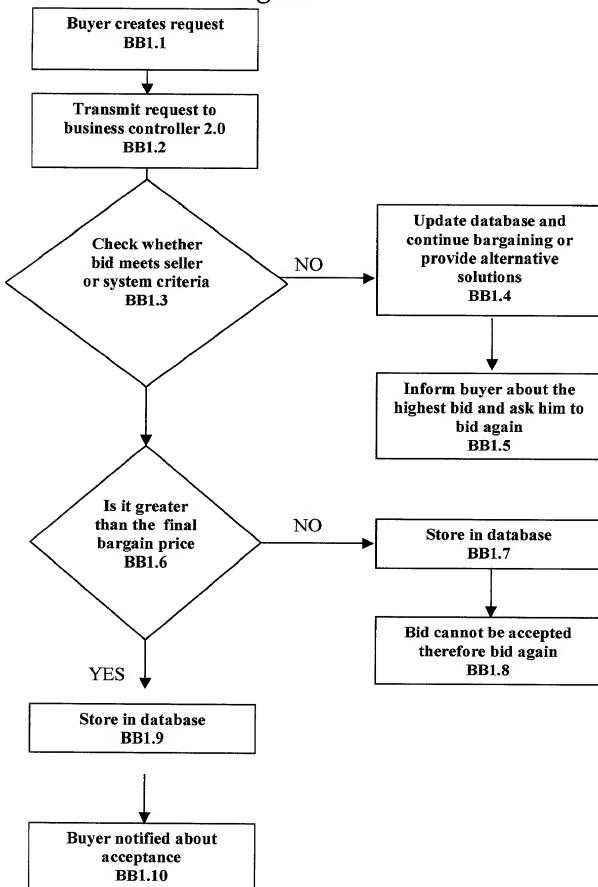 Buyer creates request
BB1.1
Transmit request to
business controller 2.0
BB1.2
Check whether
bid meets seller
or system criteria
BB1.3
NO
Update database and
continue bargaining or
provide alternative
solutions
BB1.4
Inform buyer about the
highest bid and ask him to
bid again
BB1.5
Is it greater
than the final
bargain price
BB1.6
NO
Store in database
BB1.7
Bid cannot be accepted
therefore bid again
BB1.8
YES
Store in database
BB1.9
Buyer notified about
acceptance
BB1.10